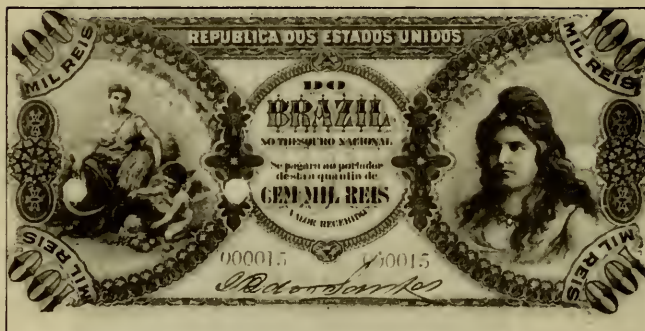 100 MIL REIS
100 MIL REIS
REPUBLICA DOS ESTADOS UNIDOS
DO
BRAZIL
NO THESOURO NACIONAL
Se pagará ao portador
desta a quantia de
CEM MIL REIS
VALOR RECEBIDO
000015 000015
100 MIL REIS
100 MIL REIS